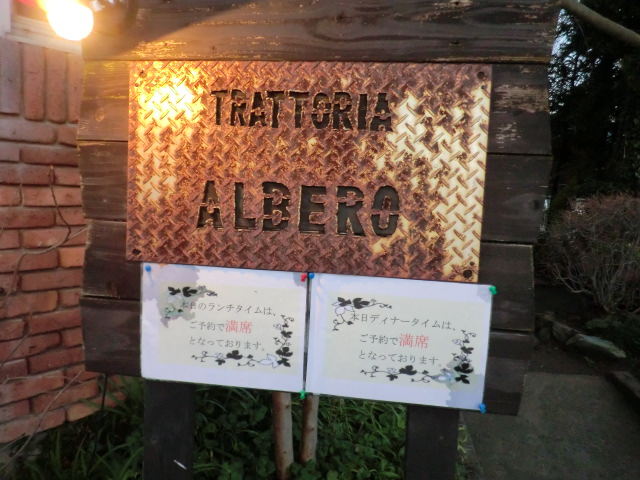 TRATTORIA
ALBERO
本日のランチタイムは、
ご予約で満席
となっております
本日ディナータイムは、
ご予約で満席
となっております